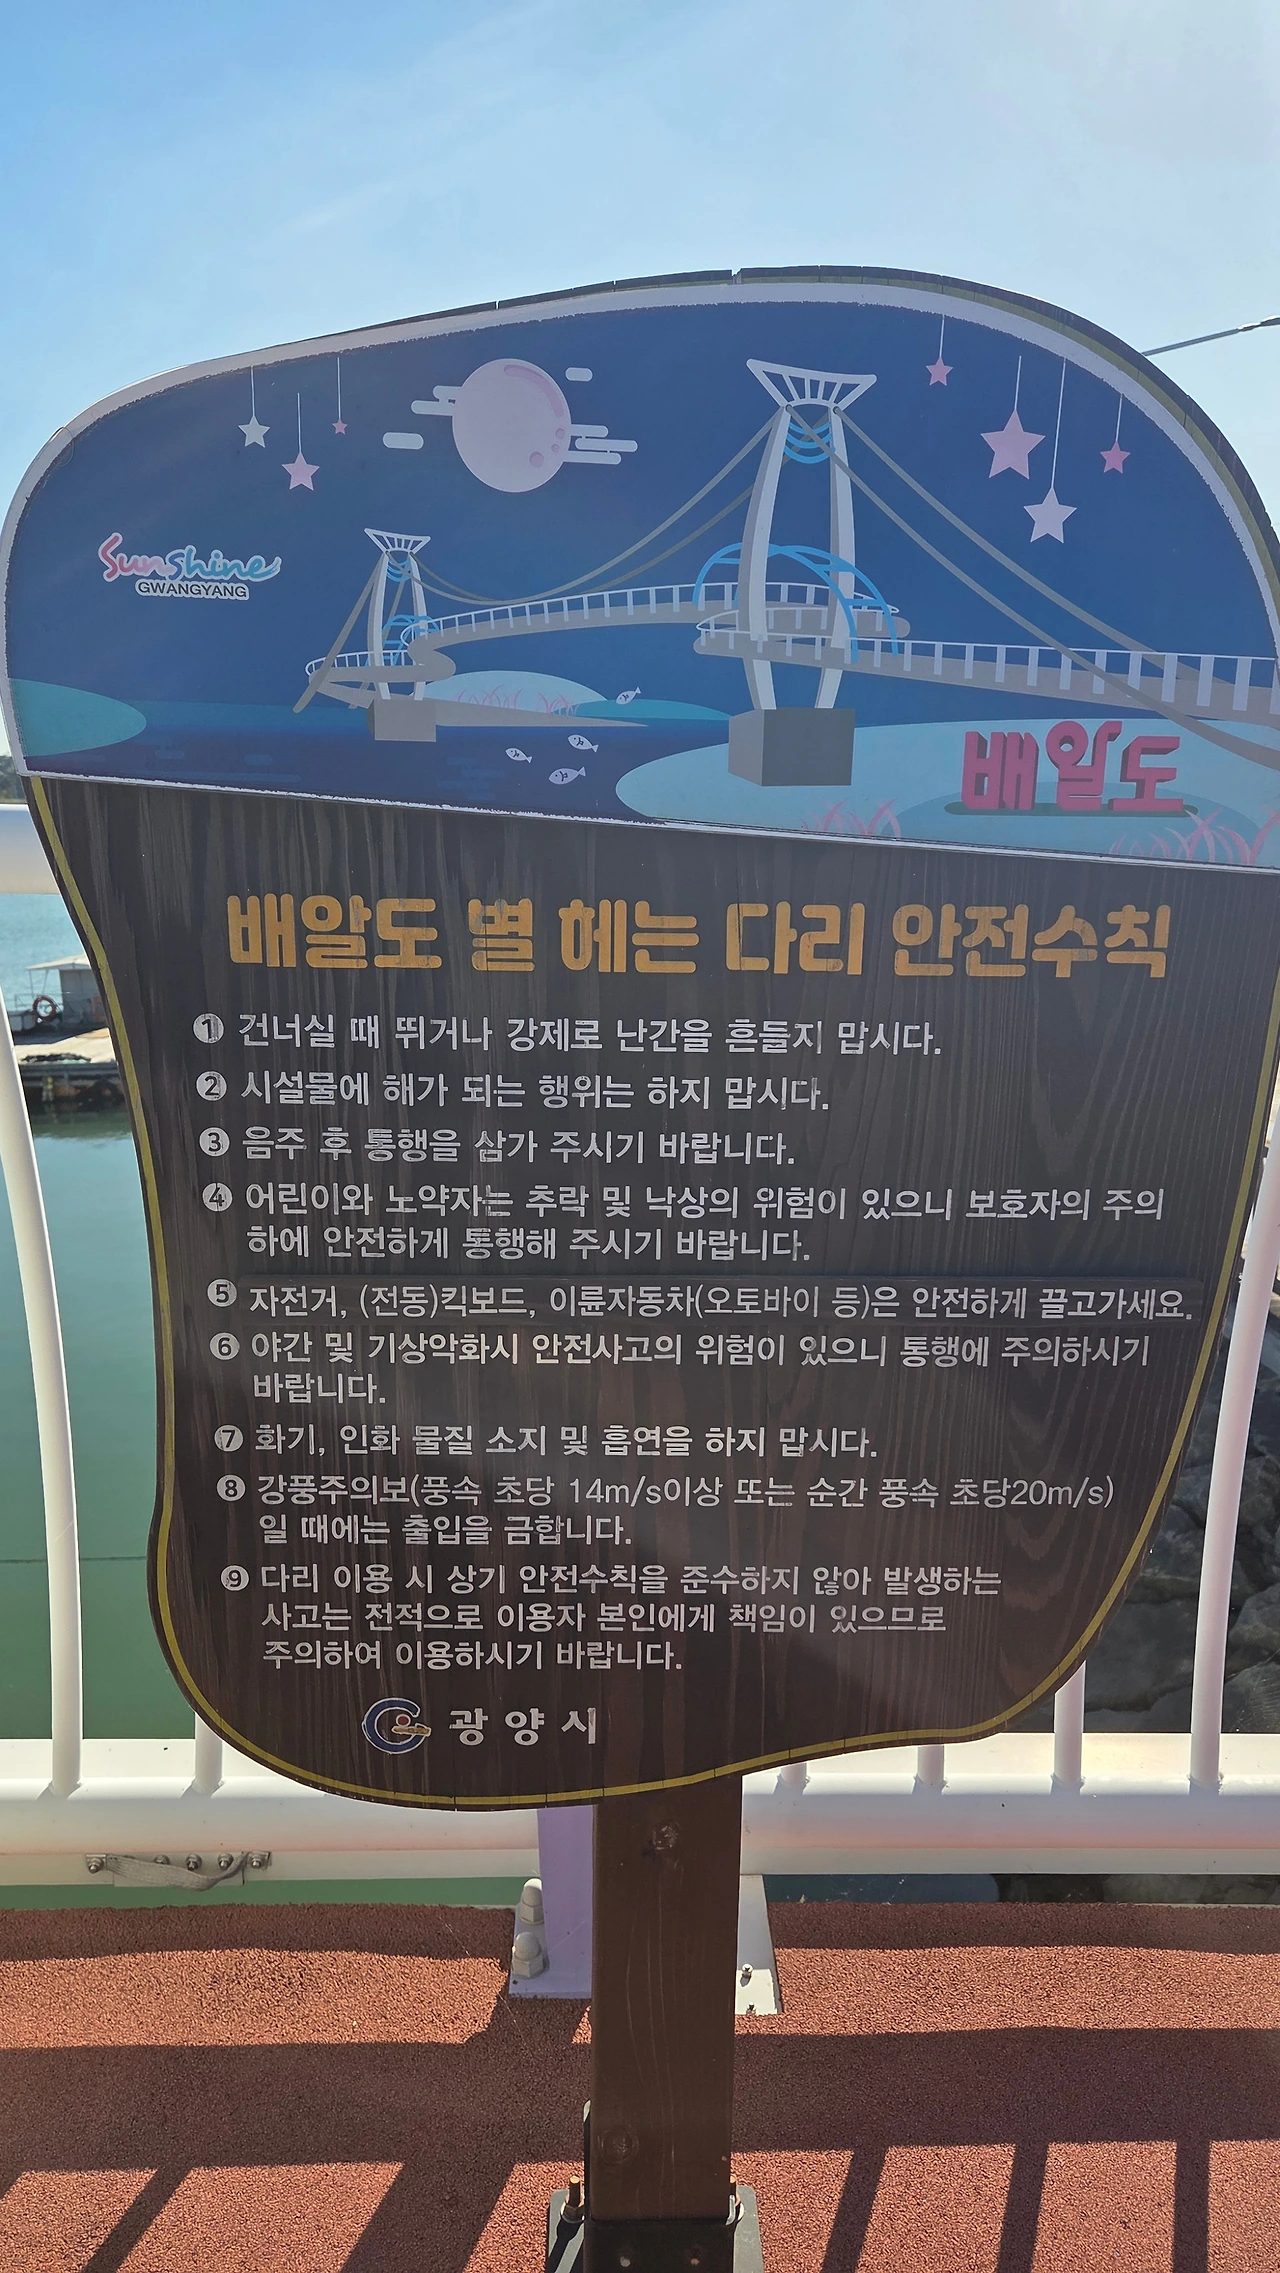 Sunshine
GWANGYANG
배알도
배알도 별 헤는 다리 안전수칙
❶ 건너실 때 뛰거나 강제로 난간을 흔들지 맙시다.
❷ 시설물에 해가 되는 행위는 하지 맙시다.
❸ 음주 후 통행을 삼가 주시기 바랍니다.
❹ 어린이와 노약자는 추락 및 낙상의 위험이 있으니 보호자의 주의
하에 안전하게 통행해 주시기 바랍니다.
❺ 자전거, (전동)킥보드, 이륜자동차(오토바이 등)은 안전하게 끌고가세요.
❻ 야간 및 기상악화시 안전사고의 위험이 있으니 통행에 주의하시기
바랍니다.
❼ 화기, 인화 물질 소지 및 흡연을 하지 맙시다.
❽ 강풍주의보(풍속 초당 14m/s이상 또는 순간 풍속 초당20m/s)
일 때에는 출입을 금합니다.
❾ 다리 이용 시 상기 안전수칙을 준수하지 않아 발생하는
사고는 전적으로 이용자 본인에게 책임이 있으므로
주의하여 이용하시기 바랍니다.
광양시